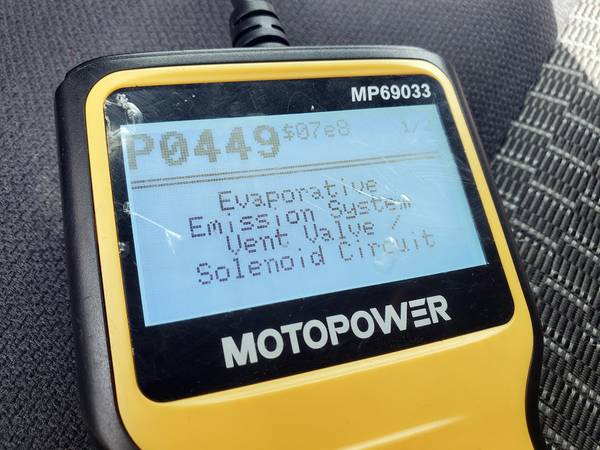 MP69033
P0449 $07e8 1/2
Evaporative
Emission System
Vent Valve /
Solenoid Circuit
MOTOPOWER